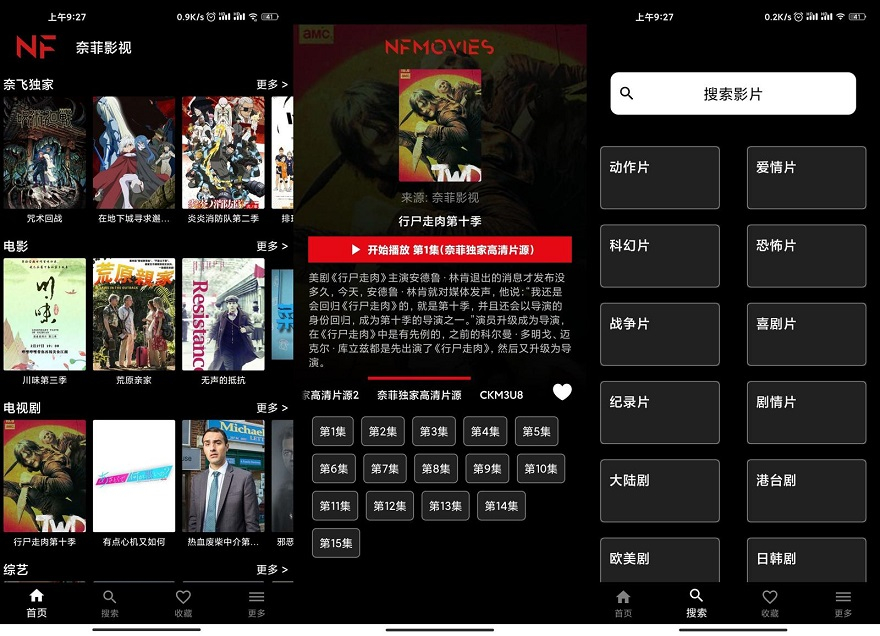 上午9:27
0.9K/s
41
NF 奈菲影视
奈飞独家
更多 >
咒术回战
在地下城寻求邂...
炎炎消防队第二季
排
电影
更多 >
川味
荒原親家
Resistance
川味第三季
荒原亲家
无声的抵抗
电视剧
更多 >
TWD
Michael
行尸走肉第十季
有点心机又如何
热血废柴中介第...
邪恶
综艺
更多 >
首页
搜索
收藏
更多
amc
NFMOVIES
TWD
来源: 奈菲影视
行尸走肉第十季
开始播放 第1集(奈菲独家高清片源)
美剧《行尸走肉》主演安德鲁·林肯退出的消息才发布没
多久，今天，安德鲁·林肯就对媒体发声，他说：“我还是
会回归《行尸走肉》的，就是第十季，并且还会以导演的
身份回归，成为第十季的导演之一。”演员升级成为导演，
在《行尸走肉》中是有先例的，之前的科尔曼·多明戈、迈
克尔·库立兹都是先出演了《行尸走肉》，然后又升级为导
演。
家高清片源2
奈菲独家高清片源
CKM3U8
第1集
第2集
第3集
第4集
第5集
第6集
第7集
第8集
第9集
第10集
第11集
第12集
第13集
第14集
第15集
上午9:27
0.2K/s
41
搜索影片
动作片
爱情片
科幻片
恐怖片
战争片
喜剧片
纪录片
剧情片
大陆剧
港台剧
欧美剧
日韩剧
首页
搜索
收藏
更多